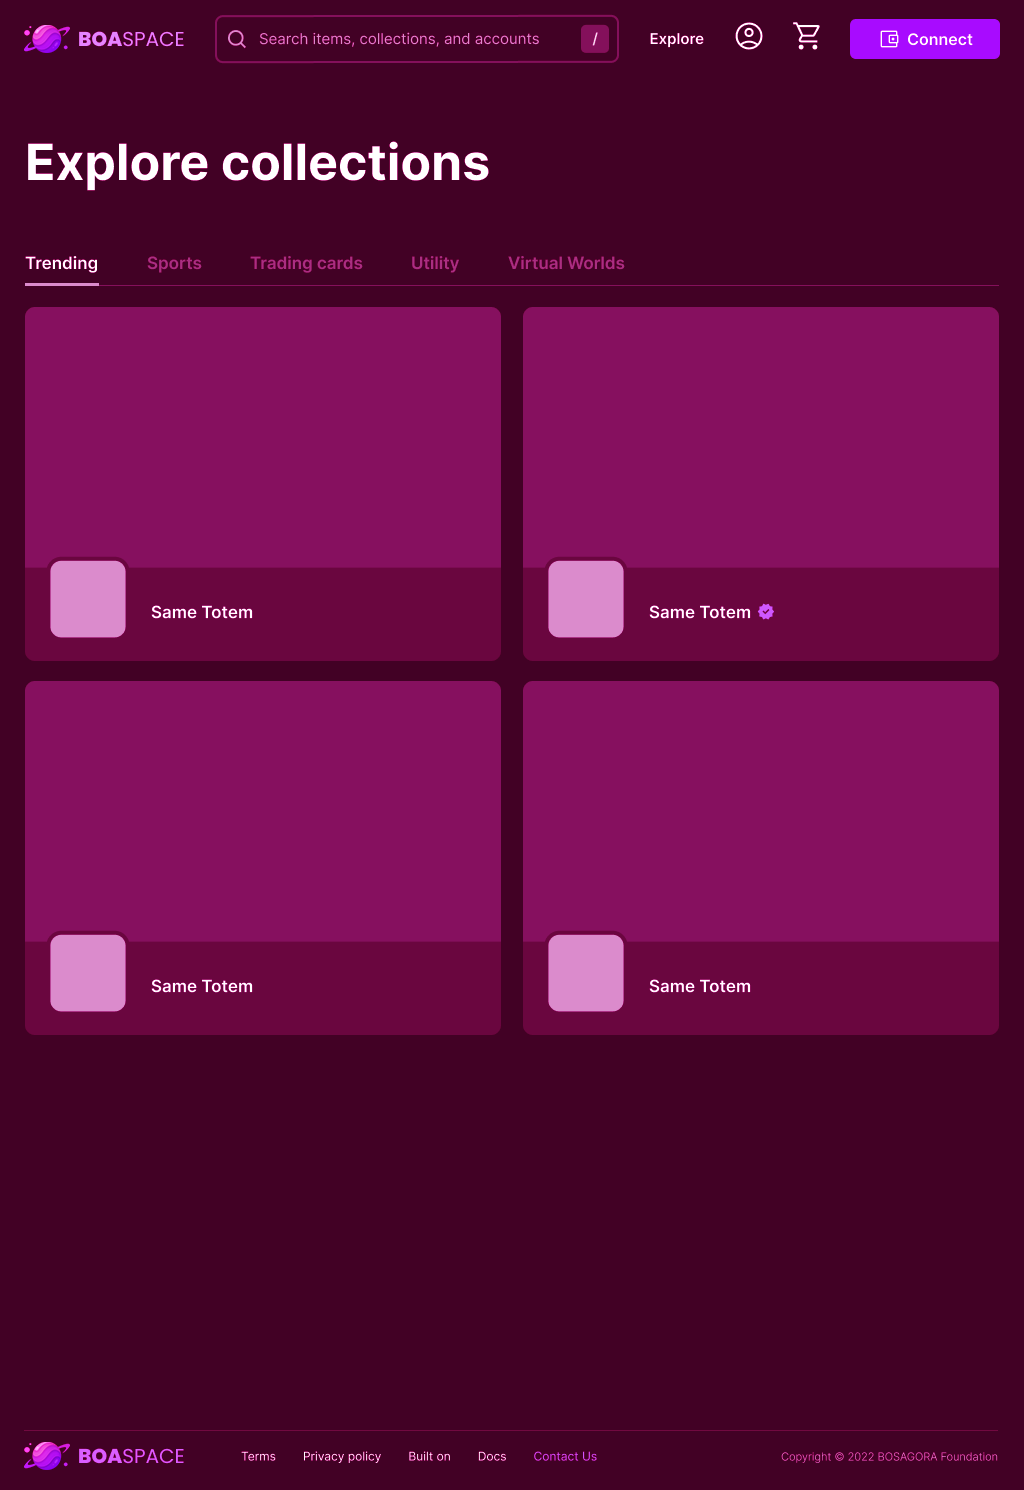 BOASPACE
Search items, collections, and accounts
/
Explore
Connect
Explore collections
Trending
Sports
Trading cards
Utility
Virtual Worlds
Same Totem
Same Totem
Same Totem
Same Totem
BOASPACE
Terms
Privacy policy
Built on
Docs
Contact Us
Copyright © 2022 BOSAGORA Foundation